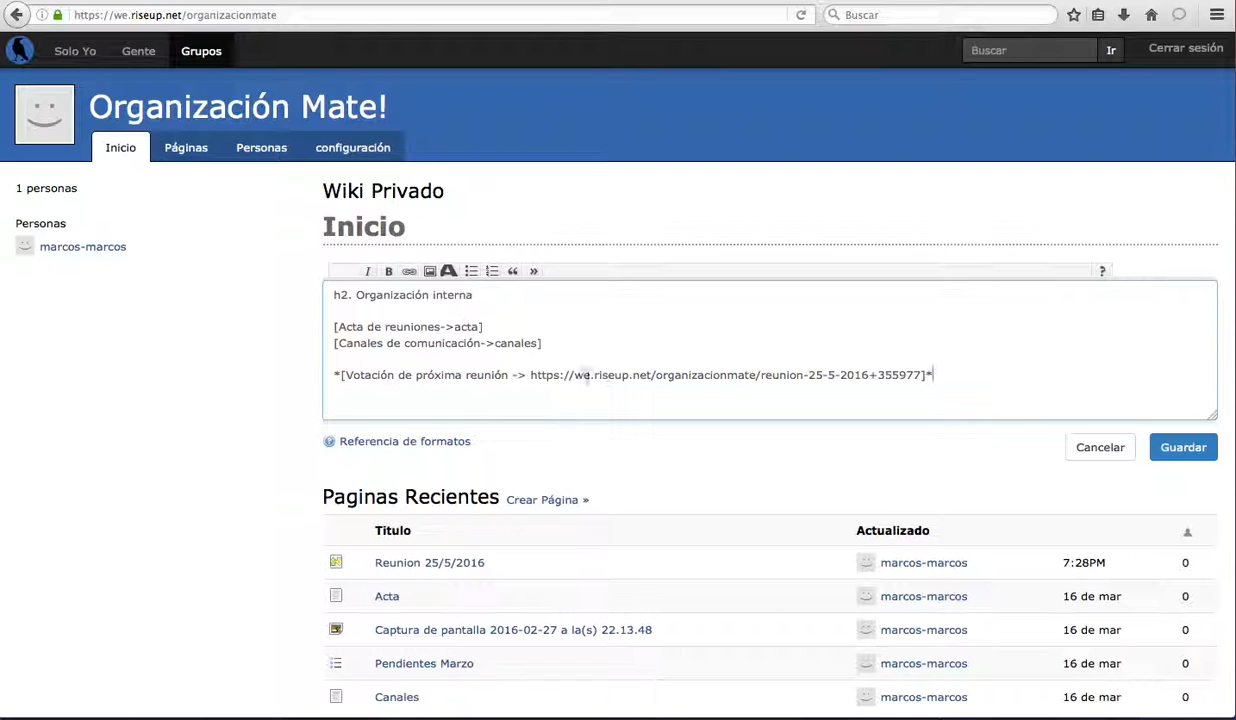 https://we.riseup.net/organizacionmate
Buscar
Solo Yo Gente Grupos
Buscar Ir
Cerrar sesión
Organización Mate!
Inicio Páginas Personas configuración
1 personas
Personas
marcos-marcos
Wiki Privado
Inicio
I B A “ » ?
h2. Organización interna
[Acta de reuniones->acta]
[Canales de comunicación->canales]
*[Votación de próxima reunión -> https://we.riseup.net/organizacionmate/reunion-25-5-2016+355977]*
Referencia de formatos
Cancelar Guardar
Paginas Recientes Crear Página »
Titulo Actualizado
Reunion 25/5/2016 marcos-marcos 7:28PM 0
Acta marcos-marcos 16 de mar 0
Captura de pantalla 2016-02-27 a la(s) 22.13.48 marcos-marcos 16 de mar 0
Pendientes Marzo marcos-marcos 16 de mar 0
Canales marcos-marcos 16 de mar 0